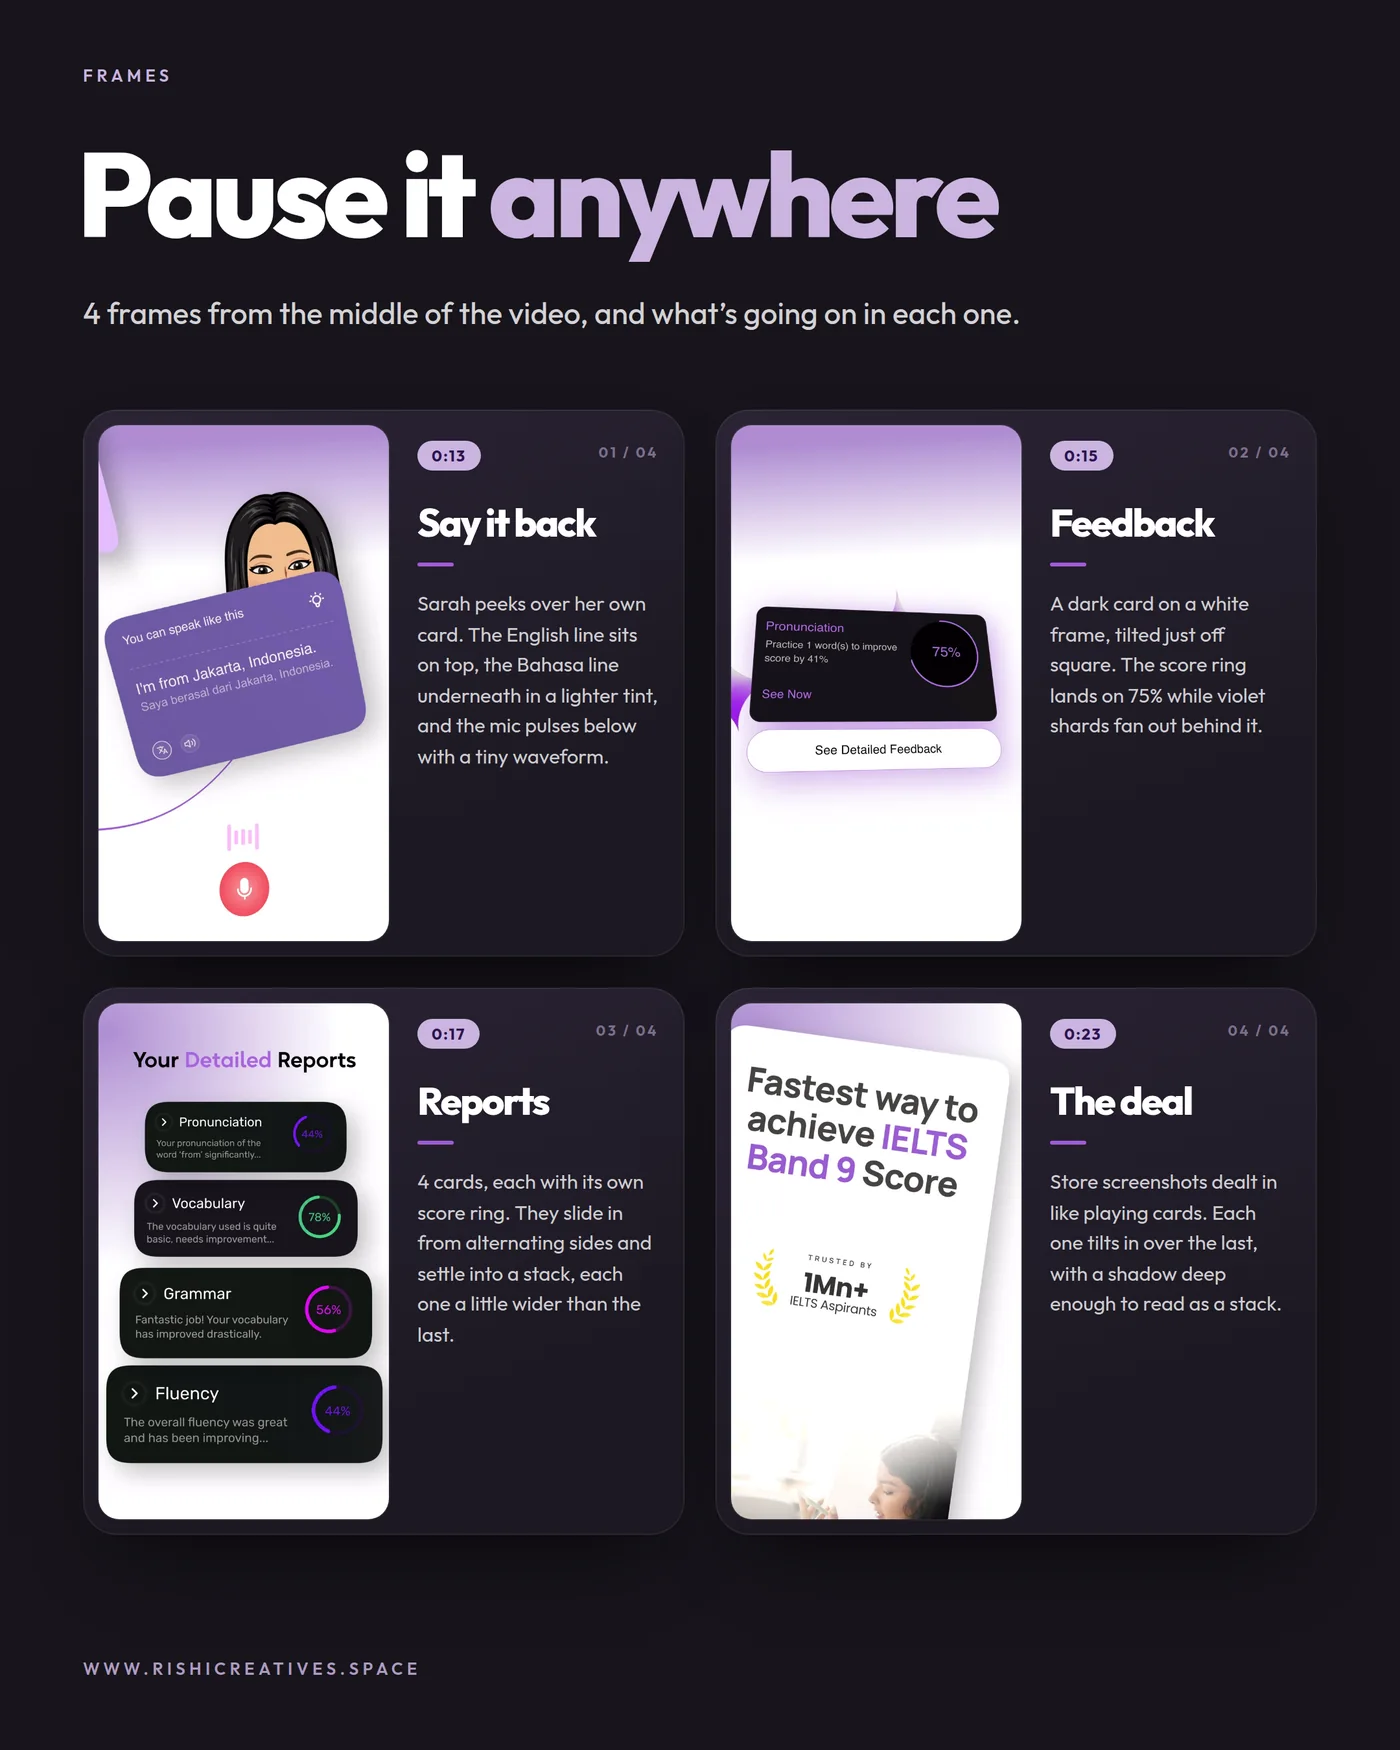 FRAMES
Pause it anywhere
4 frames from the middle of the video, and what's going on in each one.
You can speak like this
I'm from Jakarta, Indonesia.
Saya berasal dari Jakarta, Indonesia.
0:13
01 / 04
Say it back
Sarah peeks over her own
card. The English line sits
on top, the Bahasa line
underneath in a lighter tint,
and the mic pulses below
with a tiny waveform.
Pronunciation
Practice 1 word(s) to improve
score by 41%
75%
See Now
See Detailed Feedback
0:15
02 / 04
Feedback
A dark card on a white
frame, tilted just off
square. The score ring
lands on 75% while violet
shards fan out behind it.
Your Detailed Reports
Pronunciation
Your pronunciation of the
word 'from' significantly...
44%
Vocabulary
The vocabulary used is quite
basic, needs improvement...
78%
Grammar
Fantastic job! Your vocabulary
has improved drastically.
56%
Fluency
The overall fluency was great
and has been improving...
44%
0:17
03 / 04
Reports
4 cards, each with its own
score ring. They slide in
from alternating sides and
settle into a stack, each
one a little wider than the
last.
Fastest way to
achieve IELTS
Band 9 Score
TRUSTED BY
1Mn+
IELTS Aspirants
0:23
04 / 04
The deal
Store screenshots dealt in
like playing cards. Each
one tilts in over the last,
with a shadow deep
enough to read as a stack.
WWW.RISHICREATIVES.SPACE